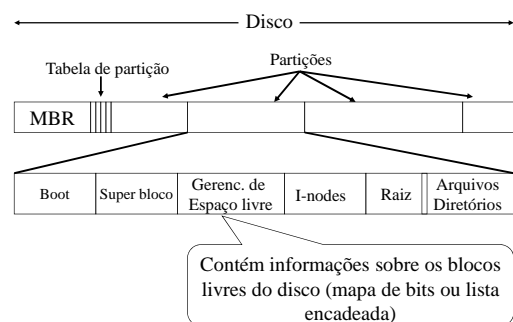 Disco
Partições
Tabela de partição
MBR
Boot
Super bloco
Gerenc. de
Espaço livre
I-nodes
Raiz
Arquivos
Diretórios
Contém informações sobre os blocos
livres do disco (mapa de bits ou lista
encadeada)